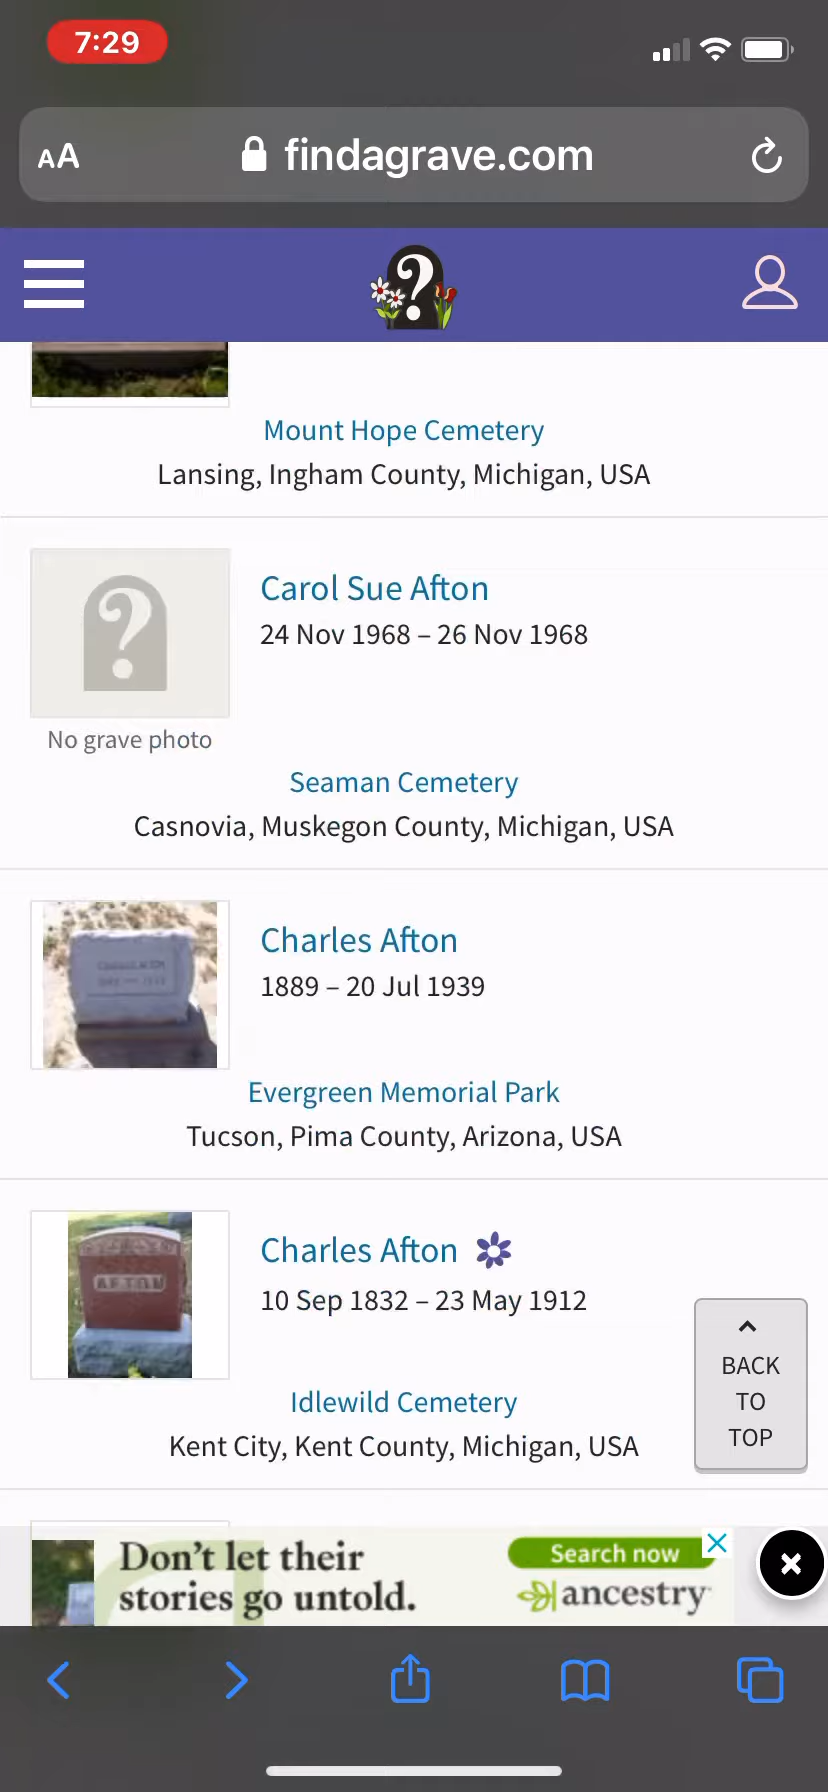 7:29
AA findagrave.com
Mount Hope Cemetery
Lansing, Ingham County, Michigan, USA
Carol Sue Afton
24 Nov 1968 – 26 Nov 1968
No grave photo
Seaman Cemetery
Casnovia, Muskegon County, Michigan, USA
Charles Afton
1889 – 20 Jul 1939
Evergreen Memorial Park
Tucson, Pima County, Arizona, USA
Charles Afton
10 Sep 1832 – 23 May 1912
AFTON
Idlewild Cemetery
Kent City, Kent County, Michigan, USA
BACK
TO
TOP
Don't let their
stories go untold.
Search now
ancestry